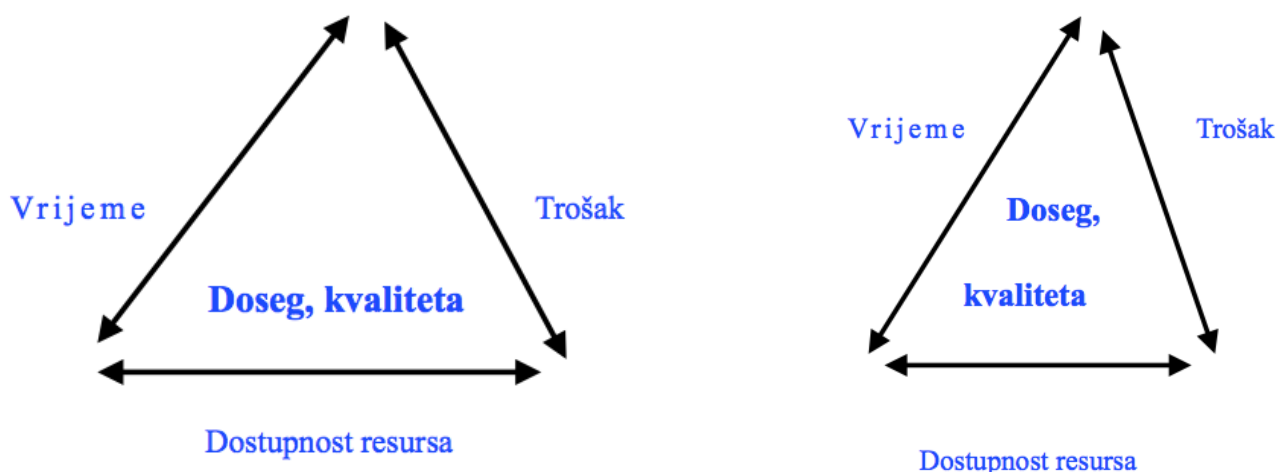 Vrijeme
Trošak
Doseg, kvaliteta
Dostupnost resursa
Vrijeme
Trošak
Doseg,
kvaliteta
Dostupnost resursa